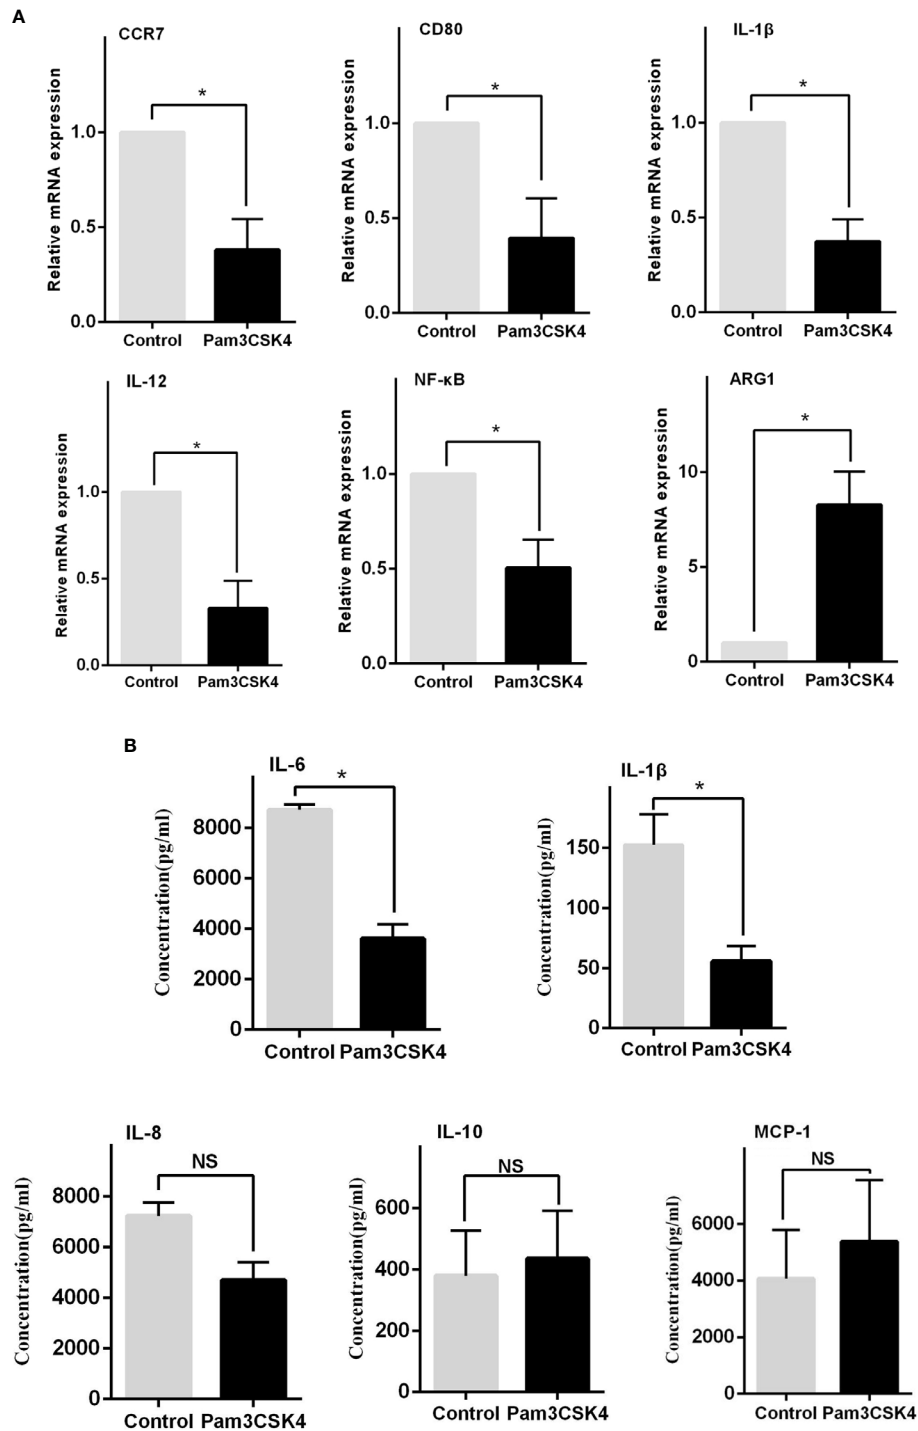 A
CCR7
*
Relative mRNA expression
1.0
0.5
0.0
Control Pam3CSK4
CD80
*
Relative mRNA expression
1.0
0.5
0.0
Control Pam3CSK4
IL-1β
*
Relative mRNA expression
1.0
0.5
0.0
Control Pam3CSK4
IL-12
*
Relative mRNA expression
1.0
0.5
0.0
Control Pam3CSK4
NF-κB
*
Relative mRNA expression
1.0
0.5
0.0
Control Pam3CSK4
ARG1
*
Relative mRNA expression
10
5
0
Control Pam3CSK4
B
IL-6
*
Concentration(pg/ml)
8000
6000
4000
2000
0
Control Pam3CSK4
IL-1β
*
Concentration(pg/ml)
150
100
50
0
Control Pam3CSK4
IL-8
NS
Concentration(pg/ml)
8000
6000
4000
2000
0
Control Pam3CSK4
IL-10
NS
Concentration(pg/ml)
600
400
200
0
Control Pam3CSK4
MCP-1
NS
Concentration(pg/ml)
6000
4000
2000
0
Control Pam3CSK4